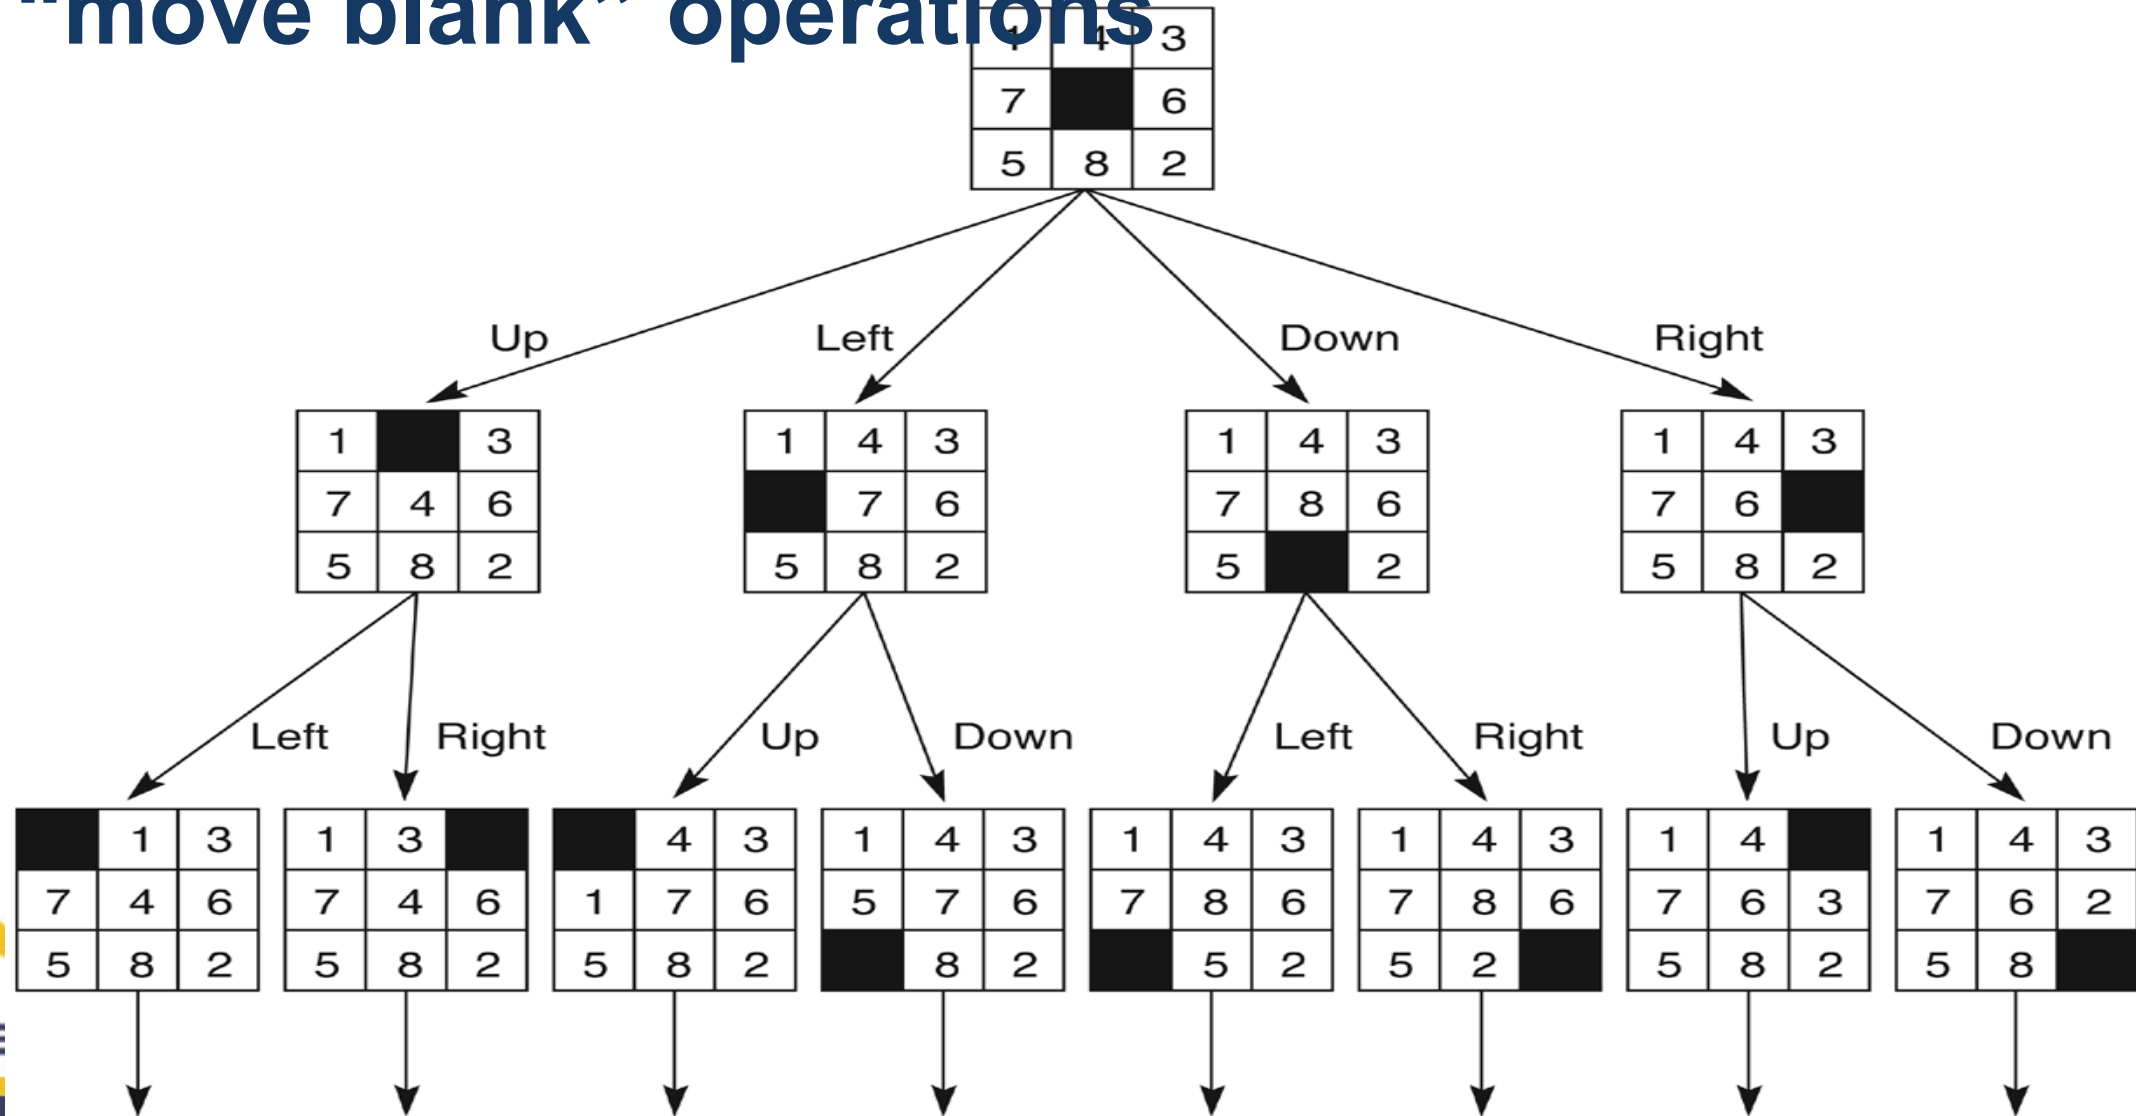 “move blank” operations
1 4 3
7 6
5 8 2
Up Left Down Right
1 3 1 4 3 1 4 3 1 4 3
7 4 6 7 6 7 8 6 7 6
5 8 2 5 8 2 5 2 5 8 2
Left Right Up Down Left Right Up Down
1 3 1 3 4 3 1 4 3 1 4 3 1 4 3 1 4 1 4 3
7 4 6 7 4 6 1 7 6 5 7 6 7 8 6 7 8 6 7 6 3 7 6 2
5 8 2 5 8 2 5 8 2 8 2 5 2 5 2 5 8 2 5 8